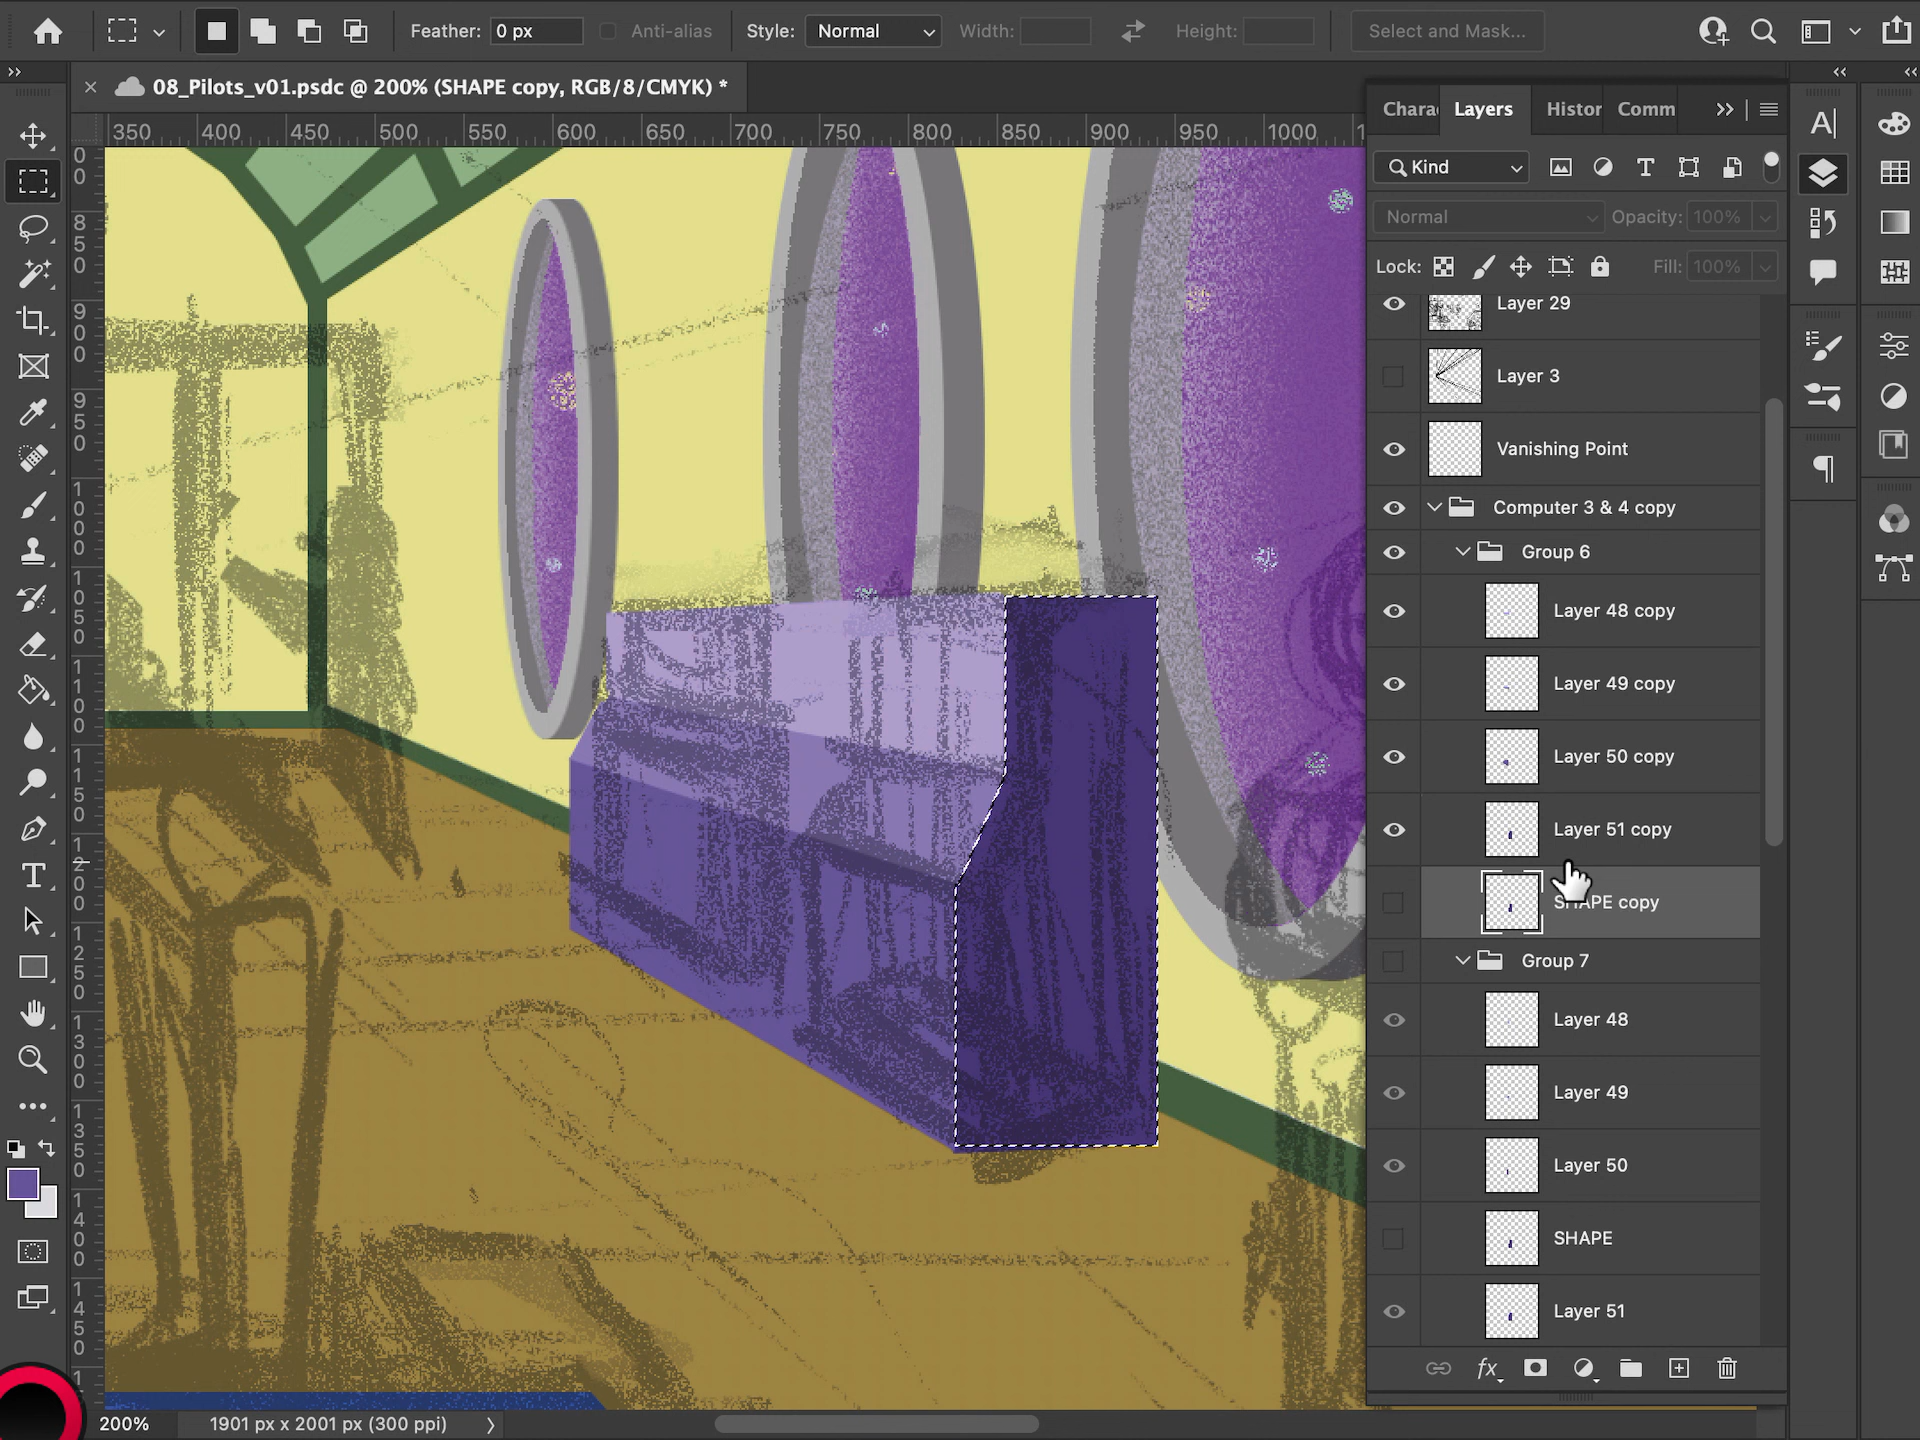 Feather: 0 px Anti-alias Style: Normal Width: Height: Select and Mask...
08_Pilots_v01.psdc @ 200% (SHAPE copy, RGB/8/CMYK) *
Chara Layers Histor Comm
350 400 450 500 550 600 650 700 750 800 850 900 950 1000
Kind
Normal Opacity: 100%
Lock: Fill: 100%
Layer 29
Layer 3
Vanishing Point
Computer 3 & 4 copy
Group 6
Layer 48 copy
Layer 49 copy
Layer 50 copy
Layer 51 copy
SHAPE copy
Group 7
Layer 48
Layer 49
Layer 50
SHAPE
Layer 51
fx
200% 1901 px x 2001 px (300 ppi)